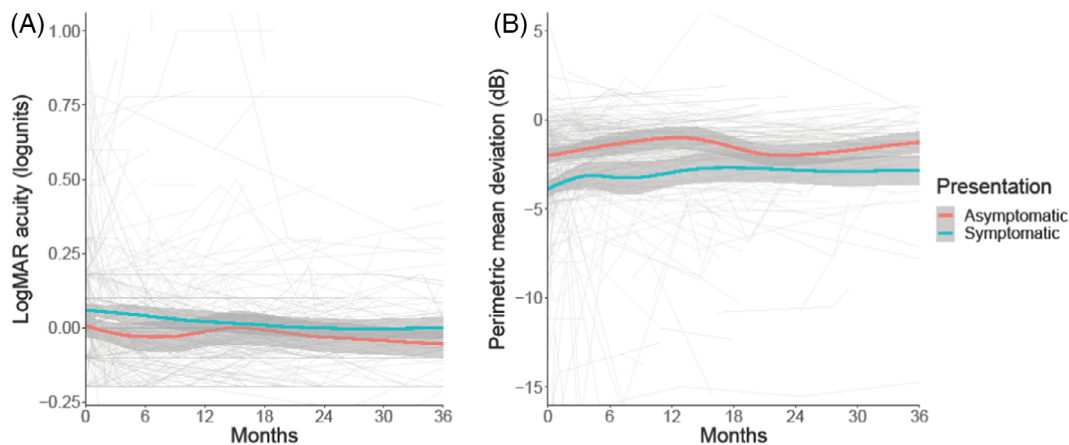 (A)
LogMAR acuity (logunits)
1.00
0.75
0.50
0.25
0.00
−0.25
0 6 12 18 24 30 36
Months
(B)
Perimetric mean deviation (dB)
5
0
−5
−10
−15
0 6 12 18 24 30 36
Months
Presentation
Asymptomatic
Symptomatic